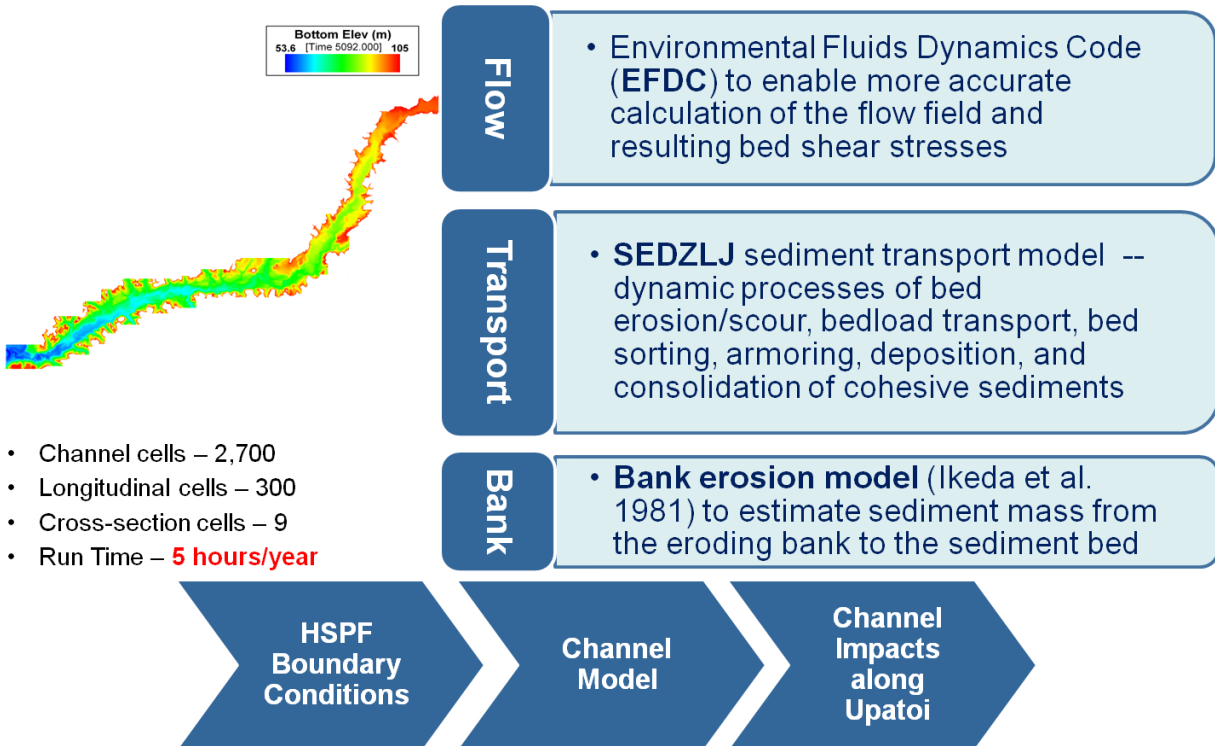 Bottom Elev (m)
53.6 [Time 5092.000] 105
Flow
• Environmental Fluids Dynamics Code
(EFDC) to enable more accurate
calculation of the flow field and
resulting bed shear stresses
Transport
• SEDZLJ sediment transport model --
dynamic processes of bed
erosion/scour, bedload transport, bed
sorting, armoring, deposition, and
consolidation of cohesive sediments
• Channel cells – 2,700
• Longitudinal cells – 300
• Cross-section cells – 9
• Run Time – 5 hours/year
Bank
• Bank erosion model (Ikeda et al.
1981) to estimate sediment mass from
the eroding bank to the sediment bed
HSPF
Boundary
Conditions
Channel
Model
Channel
Impacts
along
Upatoi